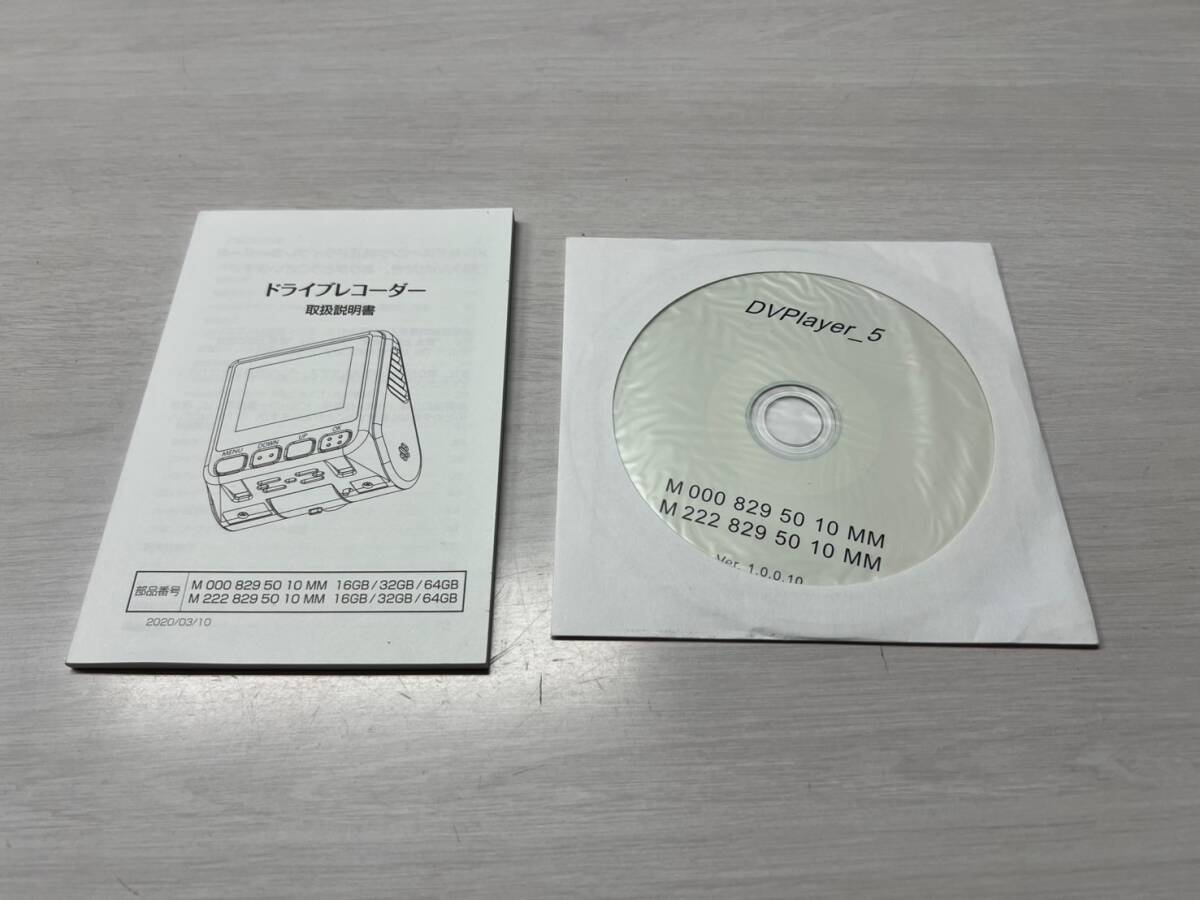 ドライブレコーダー
取扱説明書
MENU
DOWN
UP
OK
部品番号
M 000 829 50 10 MM 16GB / 32GB / 64GB
M 222 829 50 10 MM 16GB / 32GB / 64GB
2020/03/10
DVPlayer_5
M 000 829 50 10 MM
M 222 829 50 10 MM
Ver. 1.0.0.10